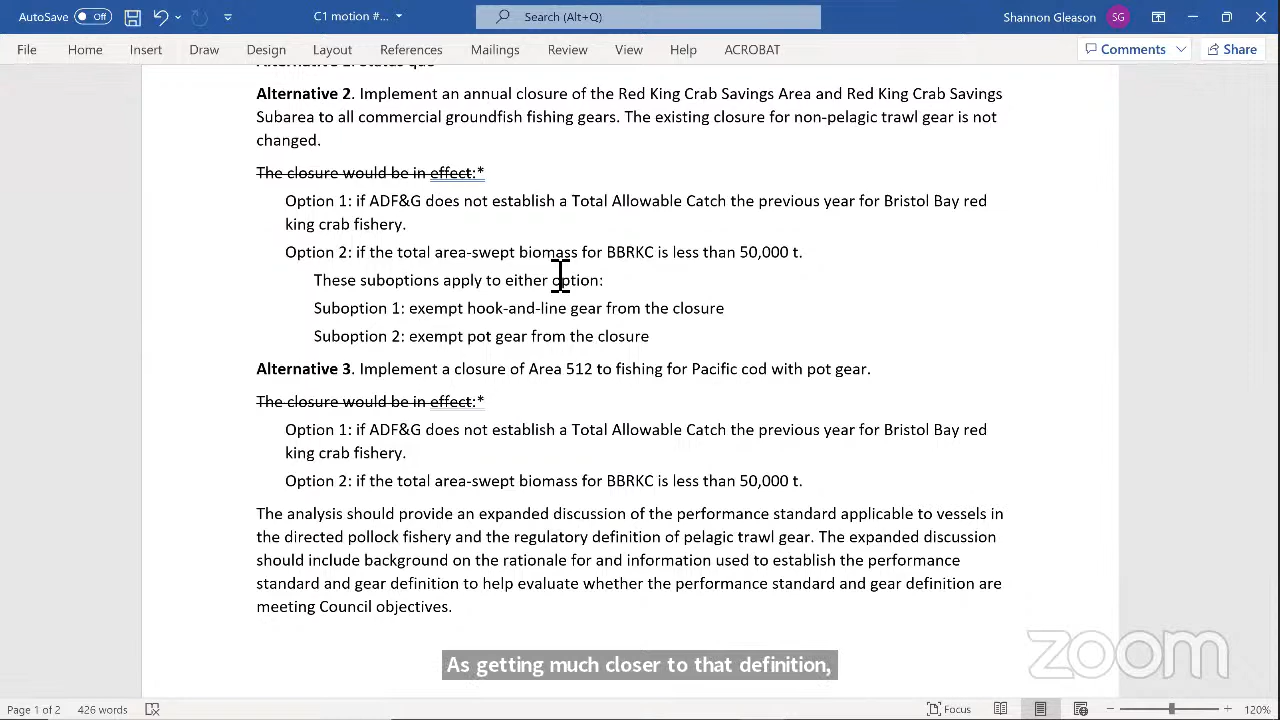 AutoSave Off C1 motion #... Search (Alt+Q) Shannon Gleason SG
File Home Insert Draw Design Layout References Mailings Review View Help ACROBAT Comments Share
Alternative 1. Status quo
Alternative 2. Implement an annual closure of the Red King Crab Savings Area and Red King Crab Savings
Subarea to all commercial groundfish fishing gears. The existing closure for non-pelagic trawl gear is not
changed.
The closure would be in effect:*
Option 1: if ADF&G does not establish a Total Allowable Catch the previous year for Bristol Bay red
king crab fishery.
Option 2: if the total area-swept biomass for BBRKC is less than 50,000 t.
These suboptions apply to either option:
Suboption 1: exempt hook-and-line gear from the closure
Suboption 2: exempt pot gear from the closure
Alternative 3. Implement a closure of Area 512 to fishing for Pacific cod with pot gear.
The closure would be in effect:*
Option 1: if ADF&G does not establish a Total Allowable Catch the previous year for Bristol Bay red
king crab fishery.
Option 2: if the total area-swept biomass for BBRKC is less than 50,000 t.
The analysis should provide an expanded discussion of the performance standard applicable to vessels in
the directed pollock fishery and the regulatory definition of pelagic trawl gear. The expanded discussion
should include background on the rationale for and information used to establish the performance
standard and gear definition to help evaluate whether the performance standard and gear definition are
meeting Council objectives.
As getting much closer to that definition,
zoom
Page 1 of 2 426 words Focus 120%